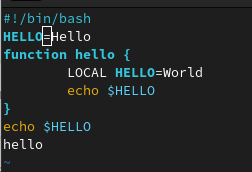 #!/bin/bash
HELLO=Hello
function hello {
        LOCAL HELLO=World
        echo $HELLO
}
echo $HELLO
hello
~